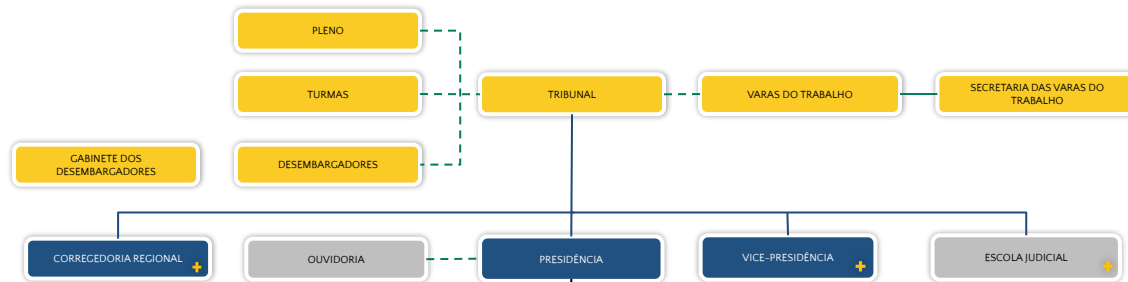 PLENO
TURMAS
TRIBUNAL
VARAS DO TRABALHO
SECRETARIA DAS VARAS DO
TRABALHO
GABINETE DOS
DESEMBARGADORES
DESEMBARGADORES
CORREGEDORIA REGIONAL
OUVIDORIA
PRESIDÊNCIA
VICE-PRESIDÊNCIA
ESCOLA JUDICIAL